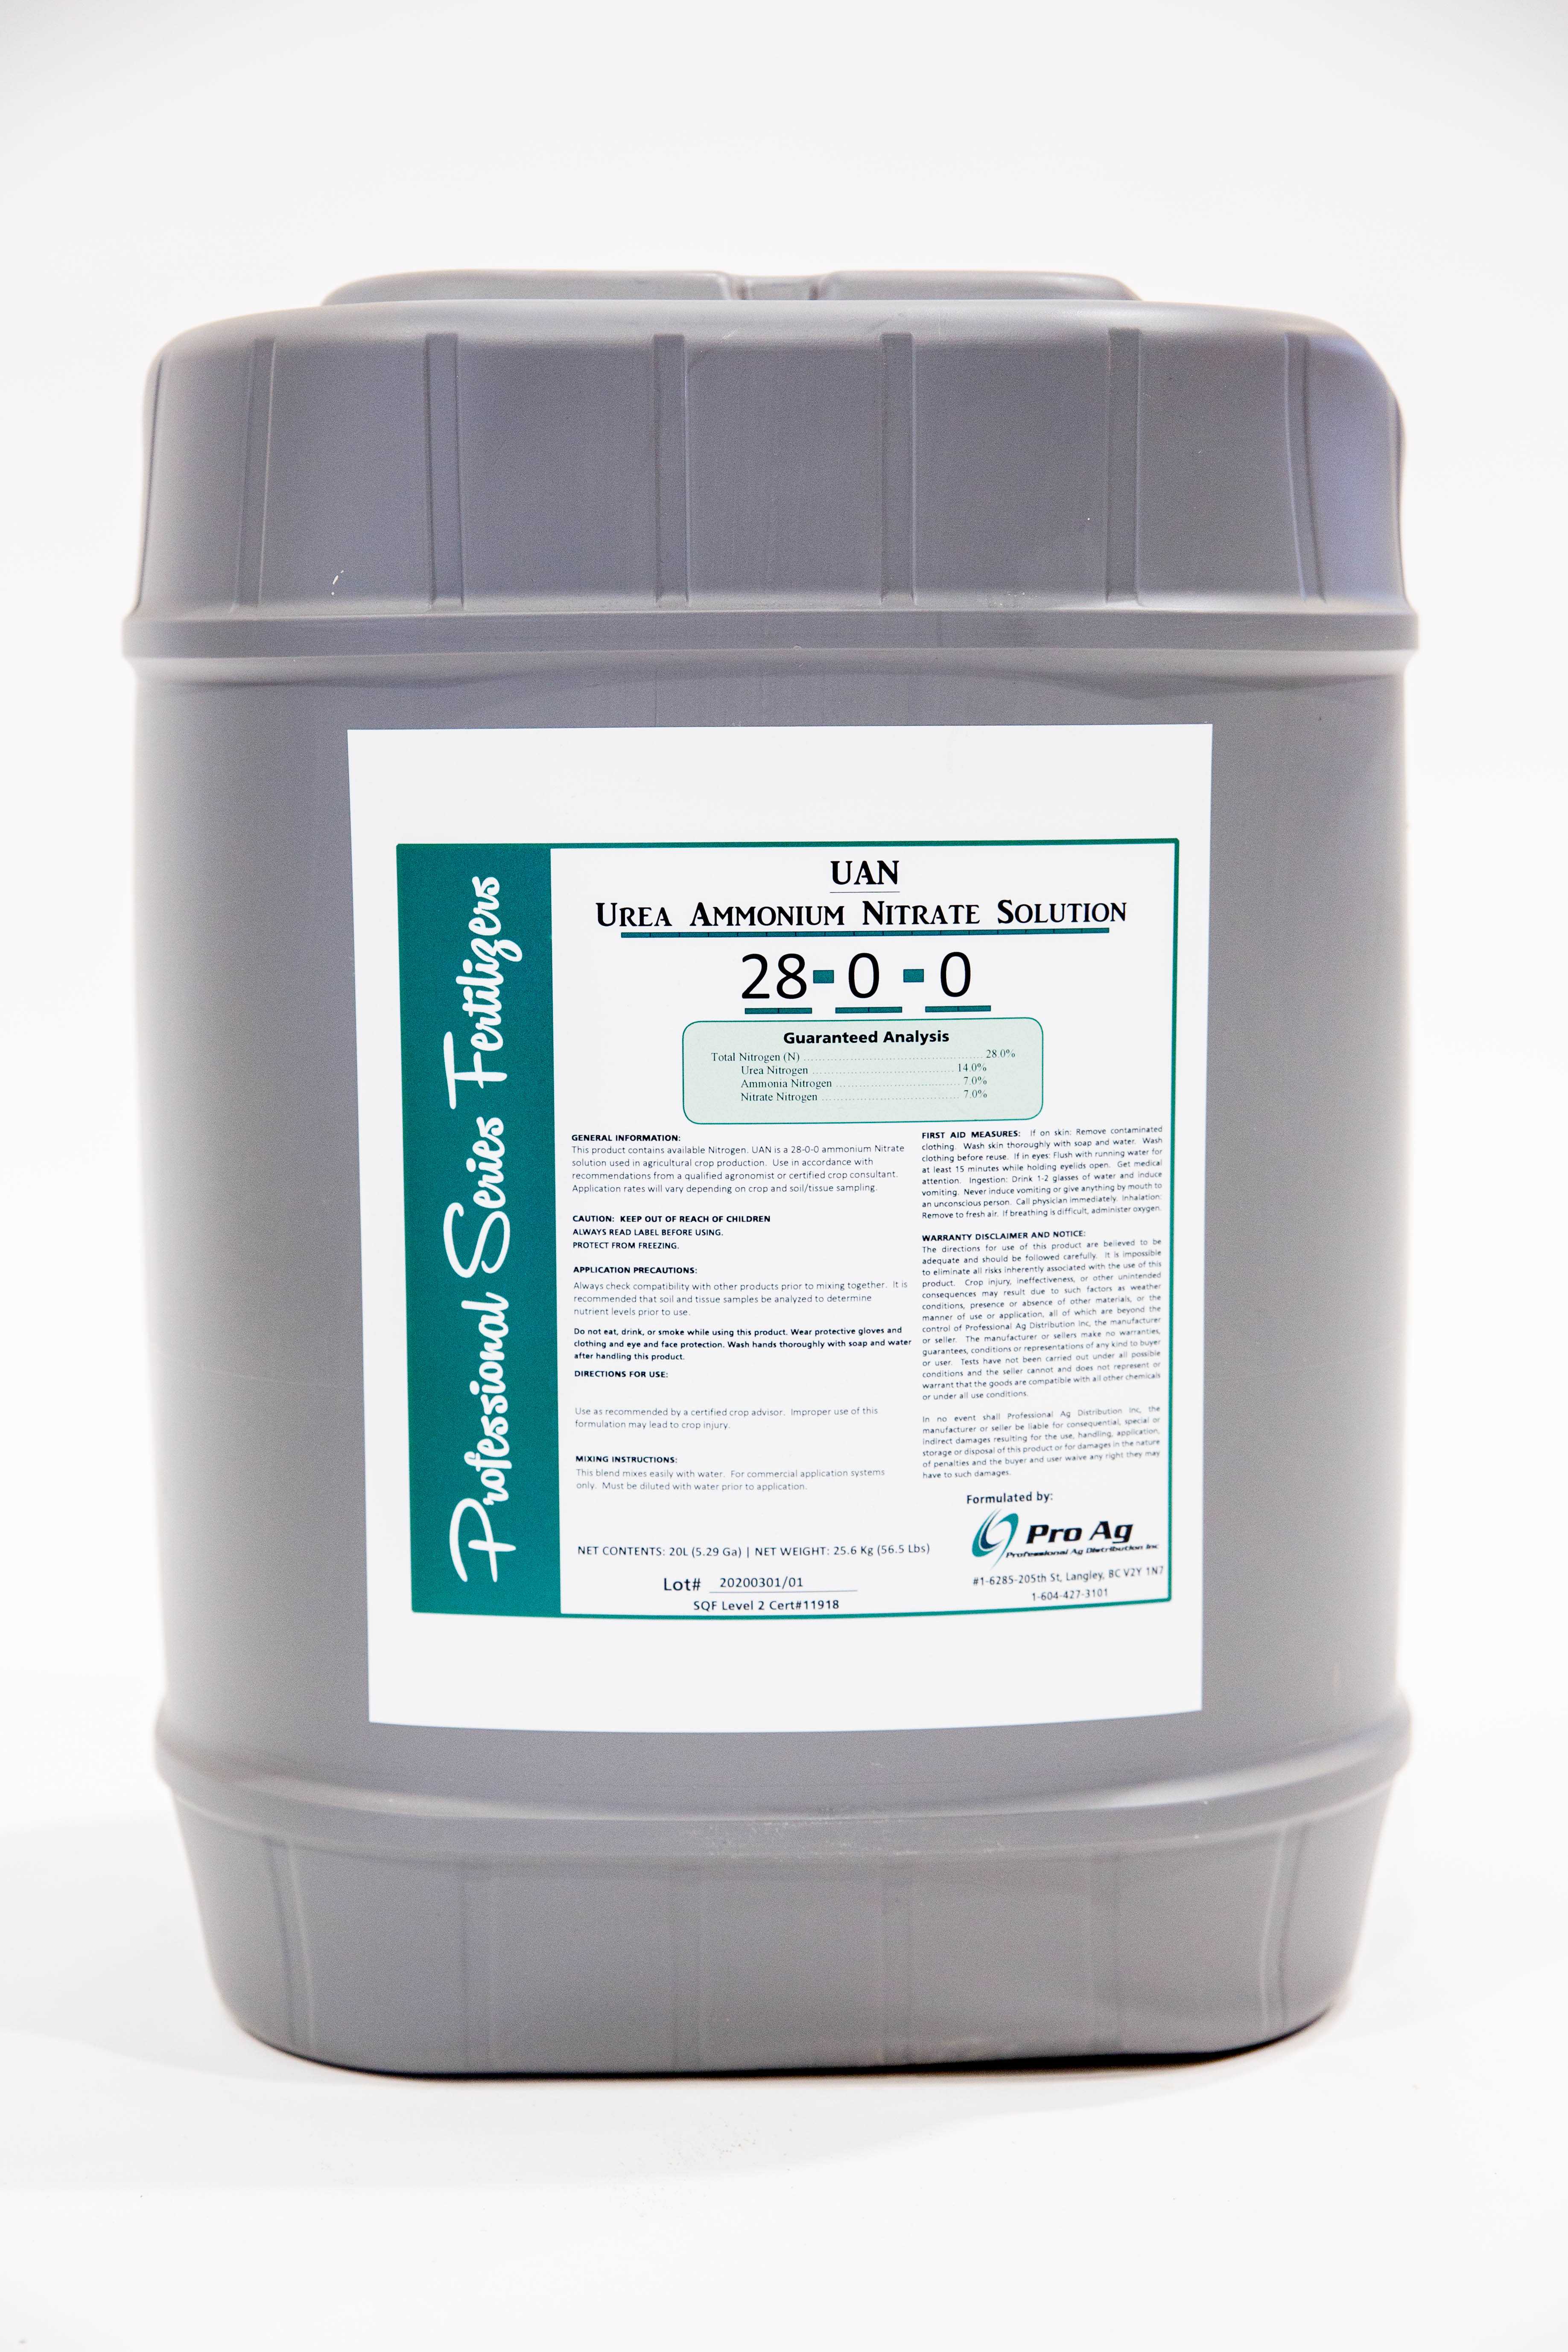 Professional Series Fertilizers
UAN
UREA AMMONIUM NITRATE SOLUTION
28-0-0
Guaranteed Analysis
Total Nitrogen (N) 28.0%
Urea Nitrogen 14.0%
Ammonia Nitrogen 7.0%
Nitrate Nitrogen 7.0%
GENERAL INFORMATION:
This product contains available Nitrogen. UAN is a 28-0-0 ammonium Nitrate
solution used in agricultural crop production. Use in accordance with
recommendations from a qualified agronomist or certified crop consultant.
Application rates will vary depending on crop and soil/tissue sampling.
CAUTION: KEEP OUT OF REACH OF CHILDREN
ALWAYS READ LABEL BEFORE USING.
PROTECT FROM FREEZING.
APPLICATION PRECAUTIONS:
Always check compatibility with other products prior to mixing together. It is
recommended that soil and tissue samples be analyzed to determine
nutrient levels prior to use.
Do not eat, drink, or smoke while using this product. Wear protective gloves and
clothing and eye and face protection. Wash hands thoroughly with soap and water
after handling this product.
DIRECTIONS FOR USE:
Use as recommended by a certified crop advisor. Improper use of this
formulation may lead to crop injury.
MIXING INSTRUCTIONS:
This blend mixes easily with water. For commercial application systems
only. Must be diluted with water prior to application.
FIRST AID MEASURES: If on skin: Remove contaminated
clothing. Wash skin thoroughly with soap and water. Wash
clothing before reuse. If in eyes: Flush with running water for
at least 15 minutes while holding eyelids open. Get medical
attention. Ingestion: Drink 1-2 glasses of water and induce
vomiting. Never induce vomiting or give anything by mouth to
an unconscious person. Call physician immediately. Inhalation:
Remove to fresh air. If breathing is difficult, administer oxygen.
WARRANTY DISCLAIMER AND NOTICE:
The directions for use of this product are believed to be
adequate and should be followed carefully. It is impossible
to eliminate all risks inherently associated with the use of this
product. Crop injury, ineffectiveness, or other unintended
consequences may result due to such factors as weather
conditions, presence or absence of other materials, or the
manner of use or application, all of which are beyond the
control of Professional Ag Distribution Inc, the manufacturer
or seller. The manufacturer or sellers make no warranties,
guarantees, conditions or representations of any kind to buyer
or user. Tests have not been carried out under all possible
conditions and the seller cannot and does not represent or
warrant that the goods are compatible with all other chemicals
or under all use conditions.
In no event shall Professional Ag Distribution Inc, the
manufacturer or seller be liable for consequential, special or
indirect damages resulting for the use, handling, application,
storage or disposal of this product or for damages in the nature
of penalties and the buyer and user waive any right they may
have to such damages.
Formulated by:
Pro Ag
Professional Ag Distribution Inc
#1-6285-205th St, Langley, BC V2Y 1N7
1-604-427-3101
NET CONTENTS: 20L (5.29 Ga) | NET WEIGHT: 25.6 Kg (56.5 Lbs)
Lot# 20200301/01
SQF Level 2 Cert#11918